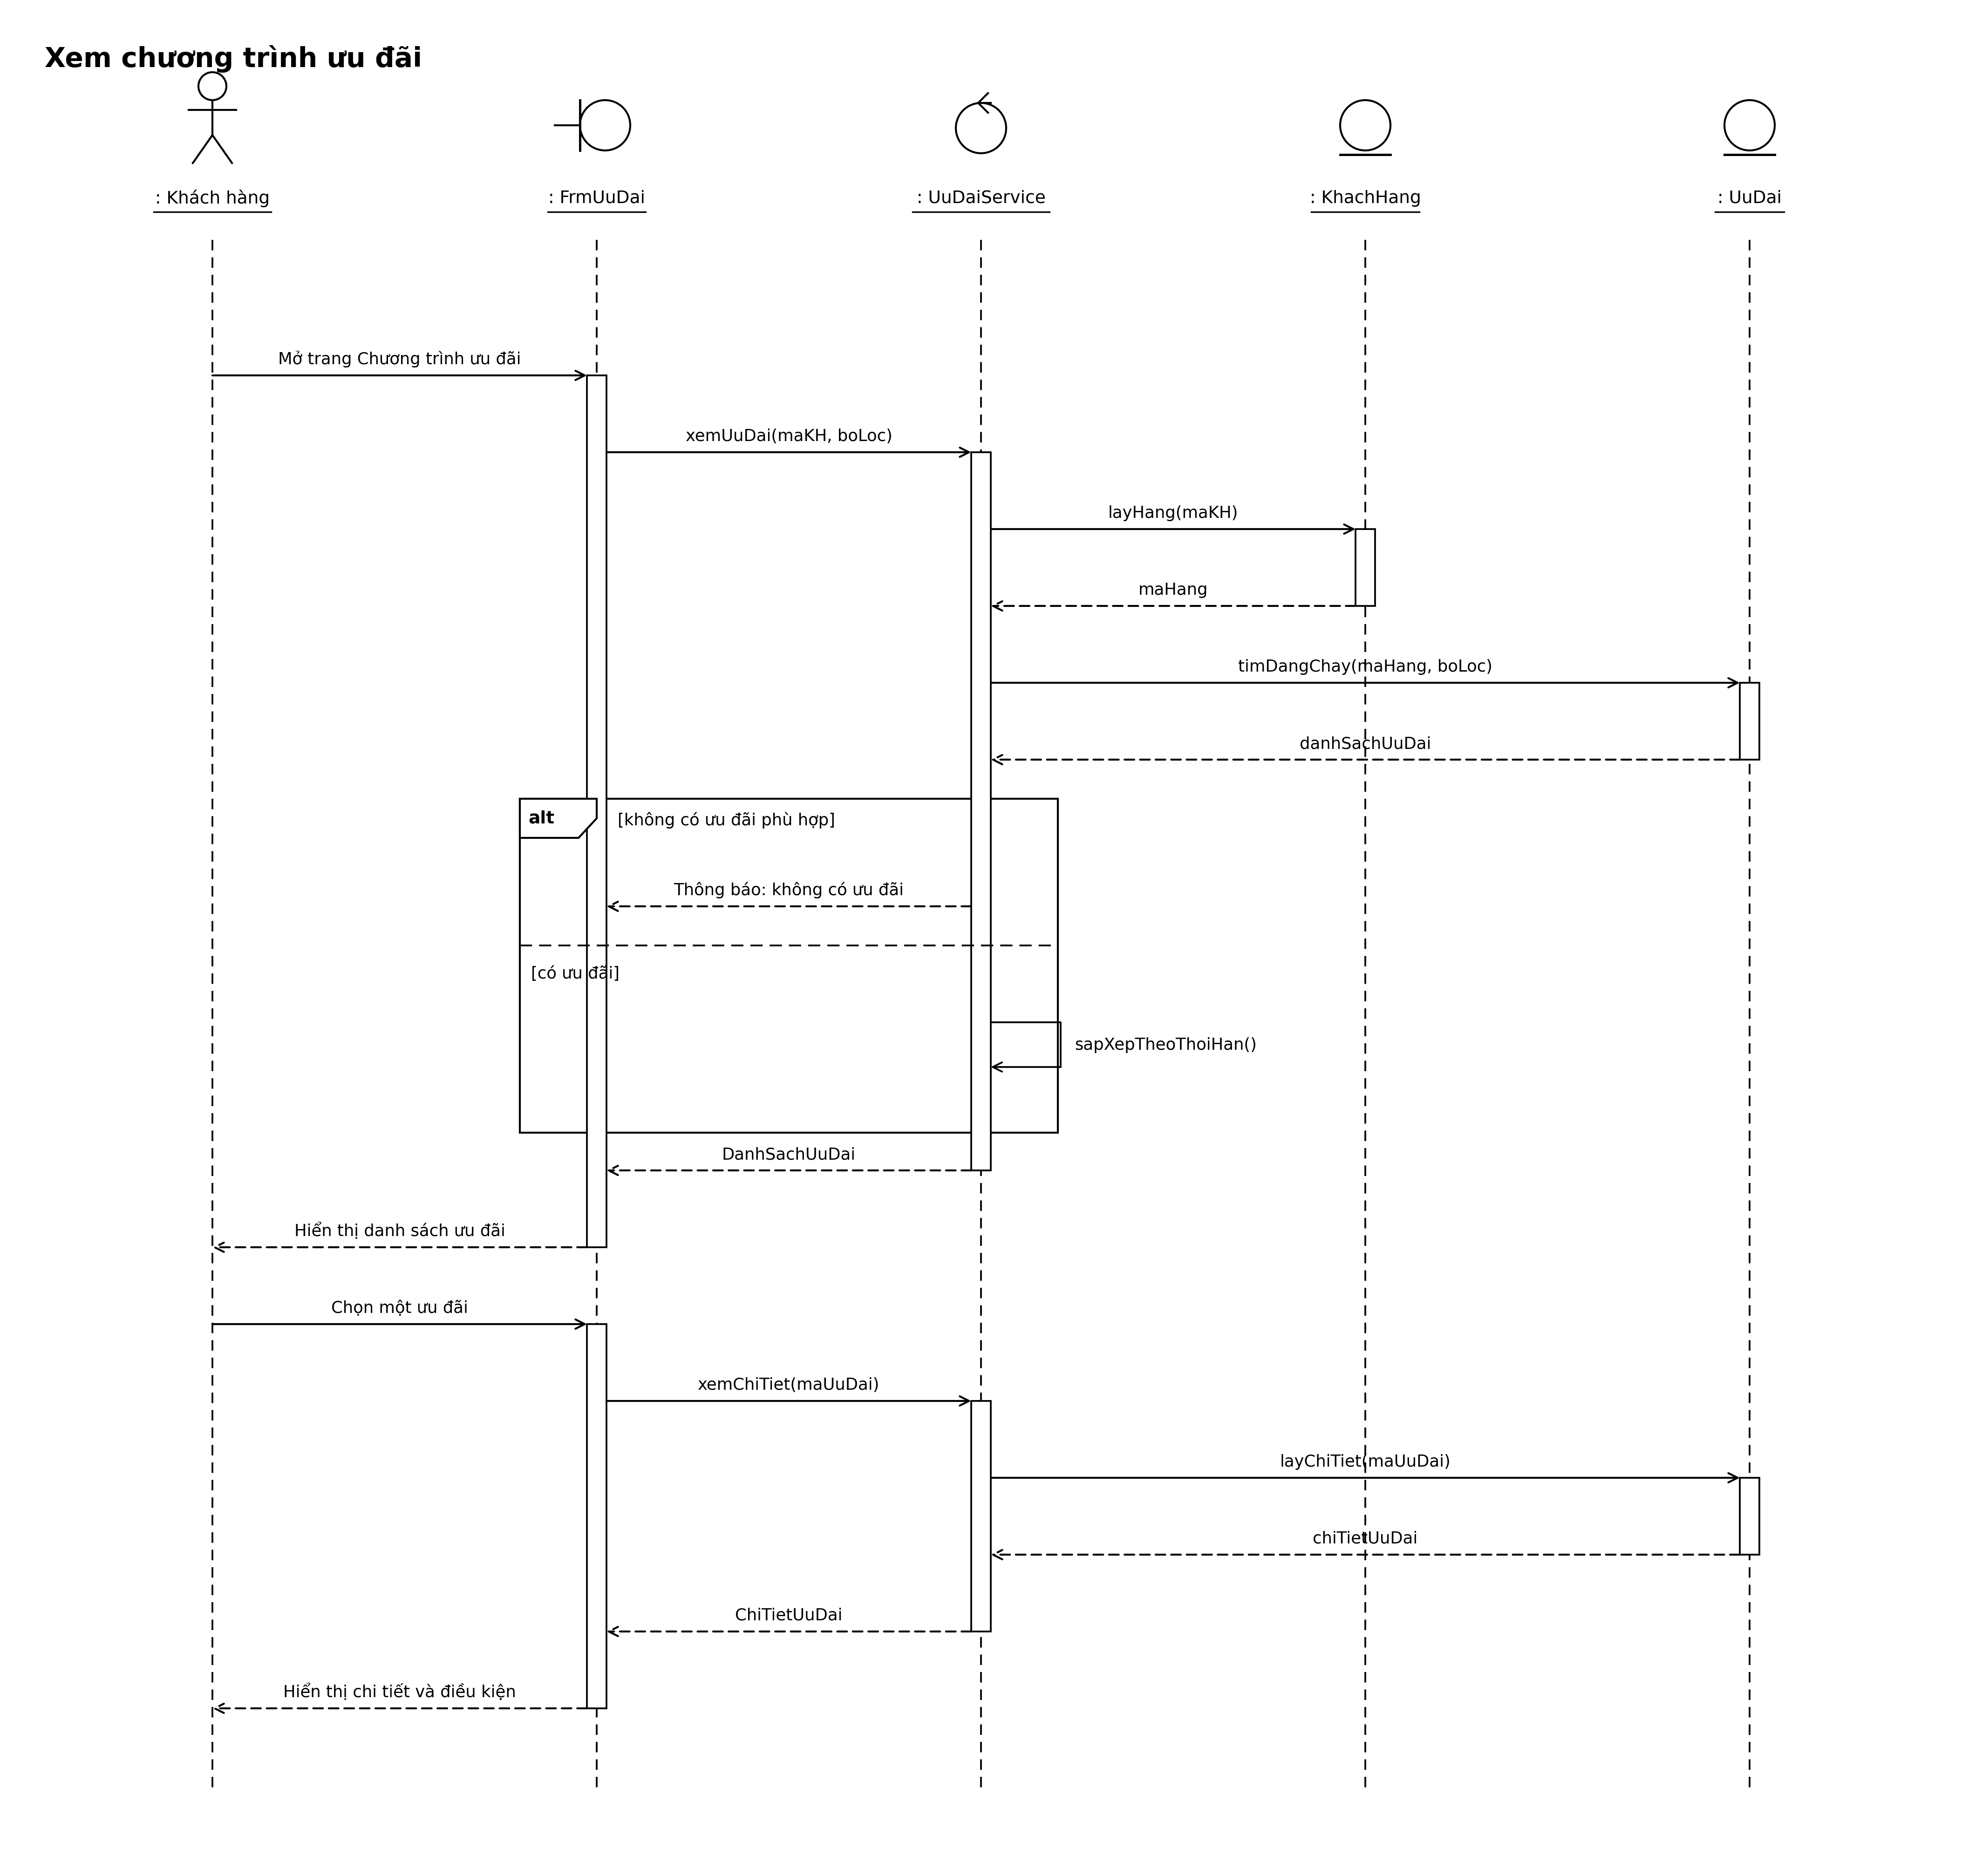 Xem chương trình ưu đãi
: Khách hàng
: FrmUuDai
: UuDaiService
: KhachHang
: UuDai
Mở trang Chương trình ưu đãi
xemUuDai(maKH, boLoc)
layHang(maKH)
maHang
timDangChay(maHang, boLoc)
danhSachUuDai
alt
[không có ưu đãi phù hợp]
Thông báo: không có ưu đãi
[có ưu đãi]
sapXepTheoThoiHan()
DanhSachUuDai
Hiển thị danh sách ưu đãi
Chọn một ưu đãi
xemChiTiet(maUuDai)
layChiTiet(maUuDai)
chiTietUuDai
ChiTietUuDai
Hiển thị chi tiết và điều kiện